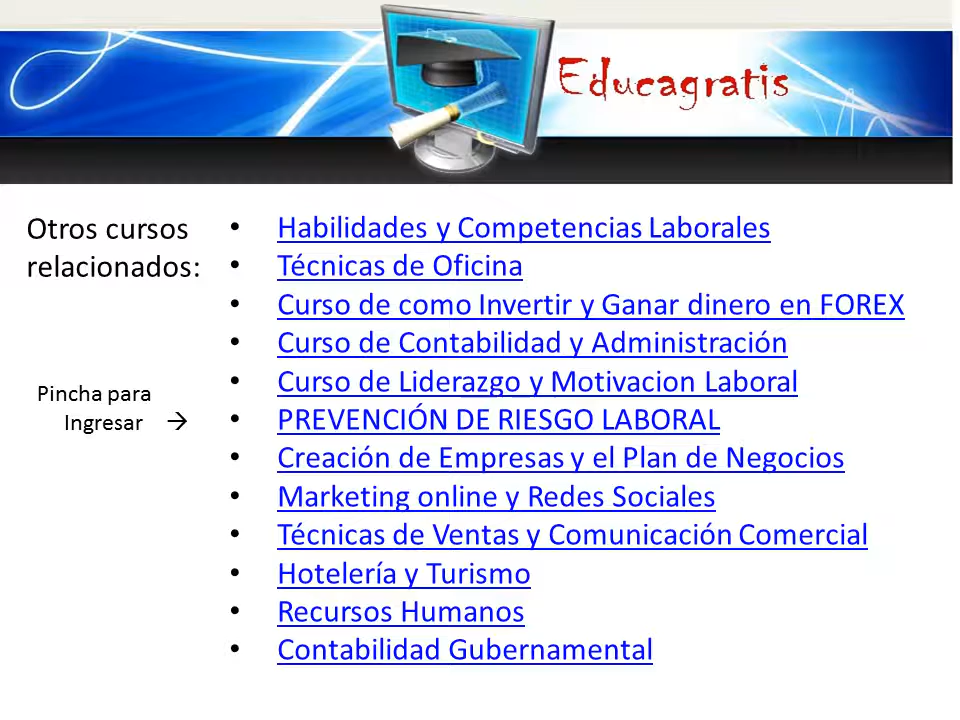 Educagratis
Otros cursos
relacionados:
Pincha para
Ingresar →
• Habilidades y Competencias Laborales
• Técnicas de Oficina
• Curso de como Invertir y Ganar dinero en FOREX
• Curso de Contabilidad y Administración
• Curso de Liderazgo y Motivacion Laboral
• PREVENCIÓN DE RIESGO LABORAL
• Creación de Empresas y el Plan de Negocios
• Marketing online y Redes Sociales
• Técnicas de Ventas y Comunicación Comercial
• Hotelería y Turismo
• Recursos Humanos
• Contabilidad Gubernamental